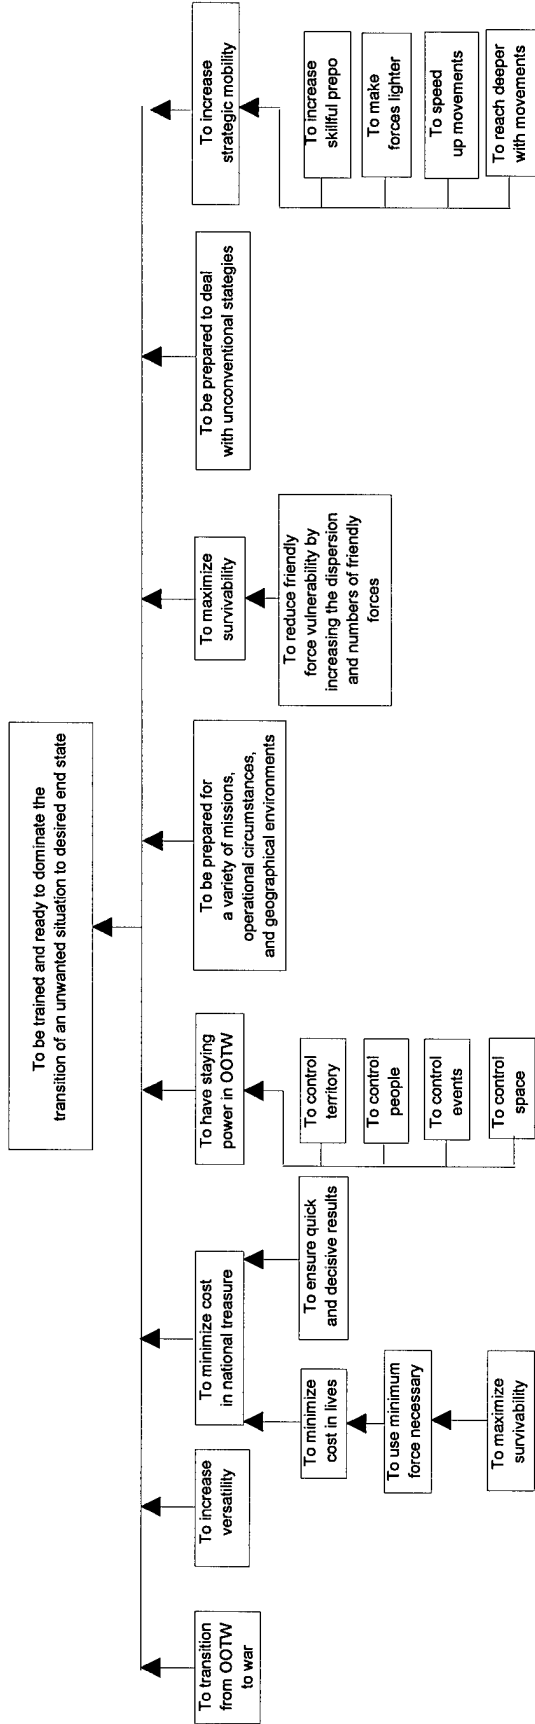 To be trained and ready to dominate the
transition of an unwanted situation to desired end state
To transition
from OOTW
to war
To increase
versatility
To minimize cost
in national treasure
To minimize
cost in lives
To use minimum
force necessary
To maximize
survivability
To ensure quick
and decisive results
To have staying
power in OOTW
To control
territory
To control
people
To control
events
To control
space
To be prepared for
a variety of missions,
operational circumstances,
and geographical environments
To maximize
survivability
To reduce friendly
force vulnerability by
increasing the dispersion
and numbers of friendly
forces
To be prepared to deal
with unconventional stategies
To increase
strategic mobility
To increase
skillful prepo
To make
forces lighter
To speed
up movements
To reach deeper
with movements